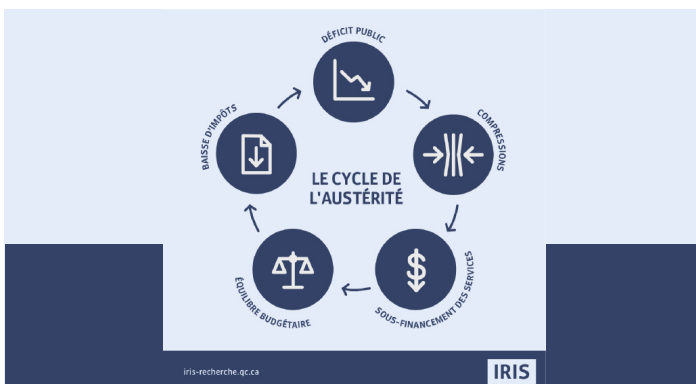 DÉFICIT PUBLIC
COMPRESSIONS
SOUS-FINANCEMENT DES SERVICES
ÉQUILIBRE BUDGÉTAIRE
BAISSE D'IMPÔTS
LE CYCLE DE
L'AUSTÉRITÉ
$
iris-recherche.qc.ca
IRIS